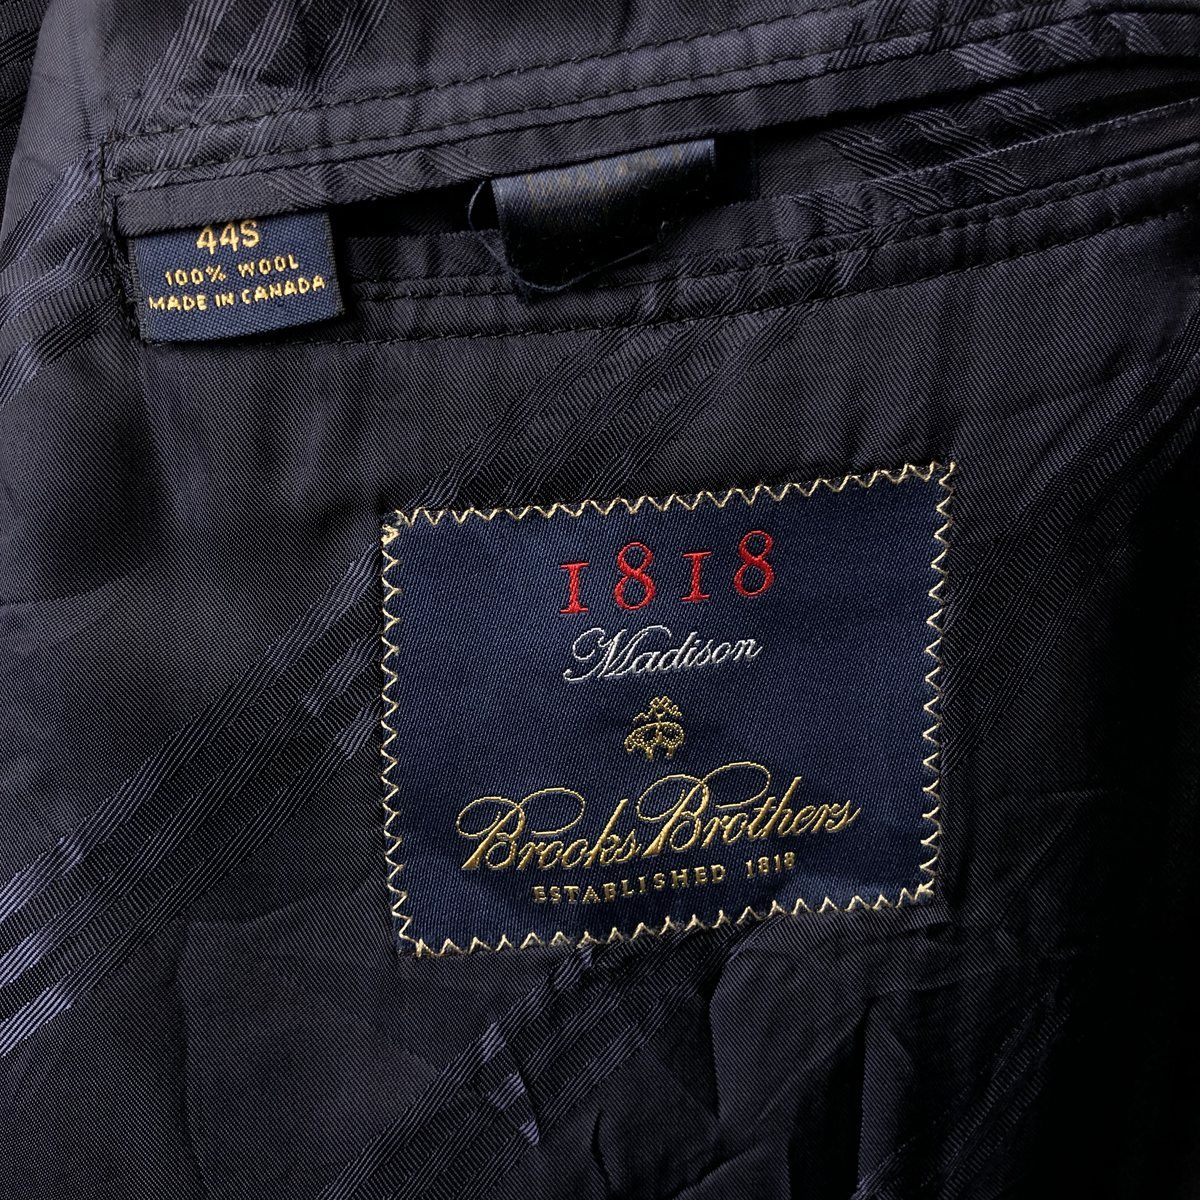 44S
100% WOOL
MADE IN CANADA
1818
Madison
Brooks Brothers
ESTABLISHED 1818